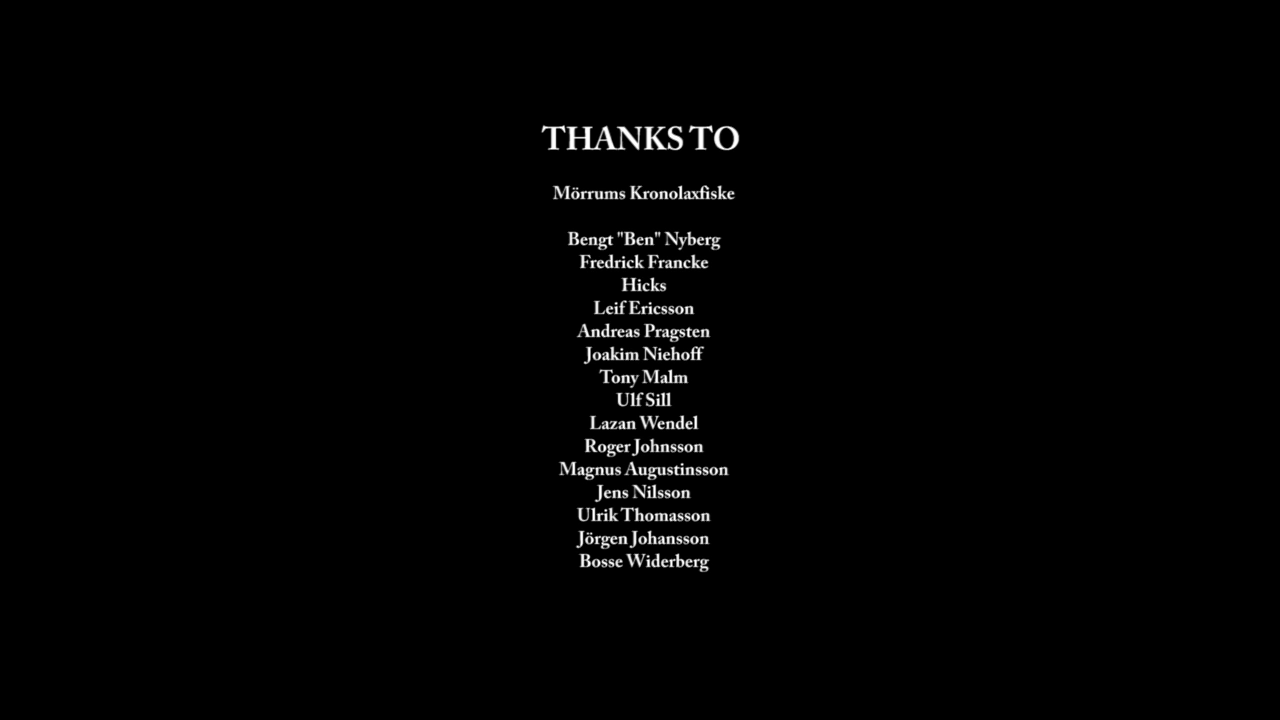 THANKS TO
Mörrums Kronolaxfiske
Bengt "Ben" Nyberg
Fredrick Francke
Hicks
Leif Ericsson
Andreas Pragsten
Joakim Niehoff
Tony Malm
Ulf Sill
Lazan Wendel
Roger Johnsson
Magnus Augustinsson
Jens Nilsson
Ulrik Thomasson
Jörgen Johansson
Bosse Widerberg